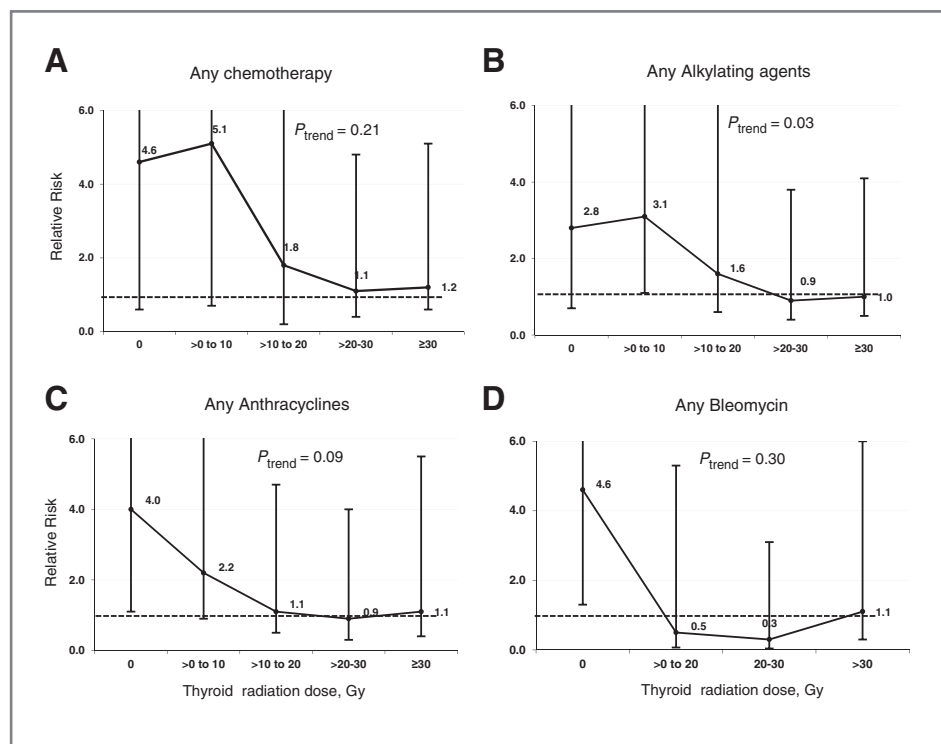 A
Any chemotherapy
6.0
4.0
2.0
0.0
Relative Risk
P trend = 0.21
4.6
5.1
1.8
1.1
1.2
0 >0 to 10 >10 to 20 >20-30 ≥30
B
Any Alkylating agents
6.0
4.0
2.0
0.0
P trend = 0.03
2.8
3.1
1.6
0.9
1.0
0 >0 to 10 >10 to 20 >20-30 ≥30
C
Any Anthracyclines
6.0
4.0
2.0
0.0
Relative Risk
P trend = 0.09
4.0
2.2
1.1
0.9
1.1
0 >0 to 10 >10 to 20 >20-30 ≥30
Thyroid radiation dose, Gy
D
Any Bleomycin
6.0
4.0
2.0
0.0
P trend = 0.30
4.6
0.5
0.3
1.1
0 >0 to 20 20-30 >30
Thyroid radiation dose, Gy